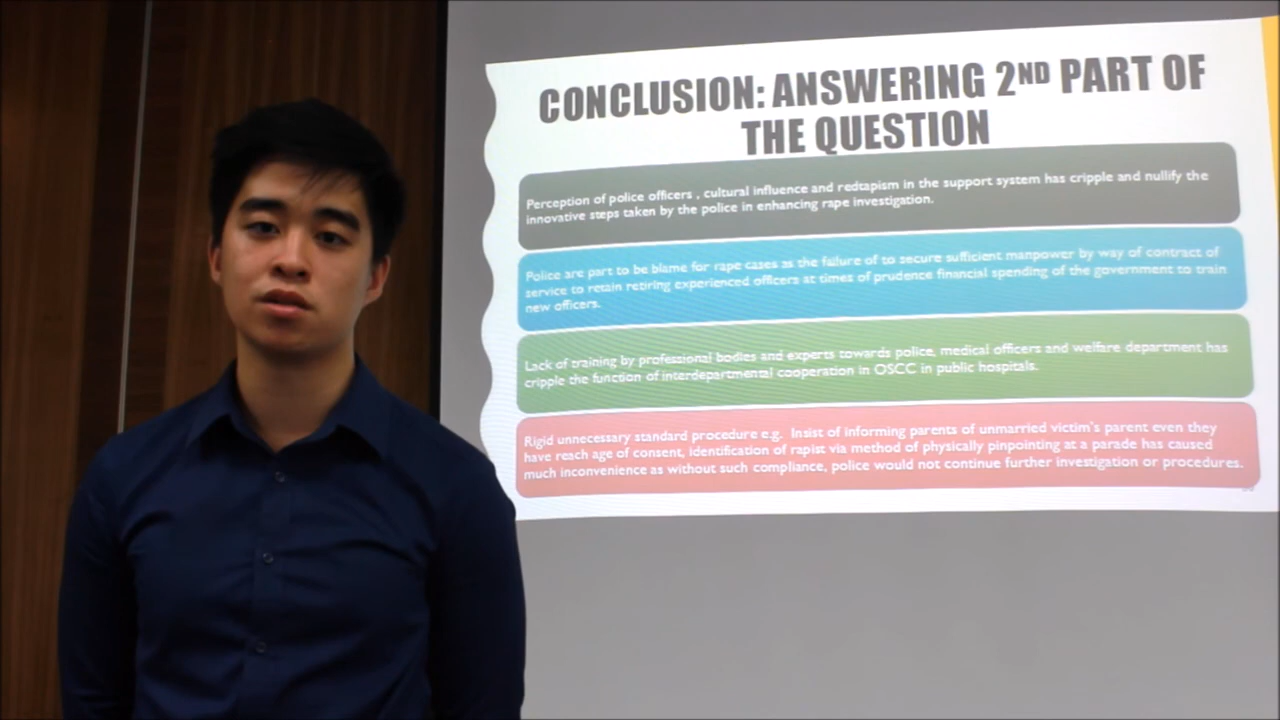 CONCLUSION: ANSWERING 2ND PART OF
THE QUESTION
Perception of police officers , cultural influence and redtapism in the support system has cripple and nullify the
innovative steps taken by the police in enhancing rape investigation.
Police are part to be blame for rape cases as the failure of to secure sufficient manpower by way of contract of
service to retain retiring experienced officers at times of prudence financial spending of the government to train
new officers.
Lack of training by professional bodies and experts towards police, medical officers and welfare department has
cripple the function of interdepartmental cooperation in OSCC in public hospitals.
Rigid unnecessary standard procedure e.g. Insist of informing parents of unmarried victim's parent even they
have reach age of consent, identification of rapist via method of physically pinpointing at a parade has caused
much inconvenience as without such compliance, police would not continue further investigation or procedures.